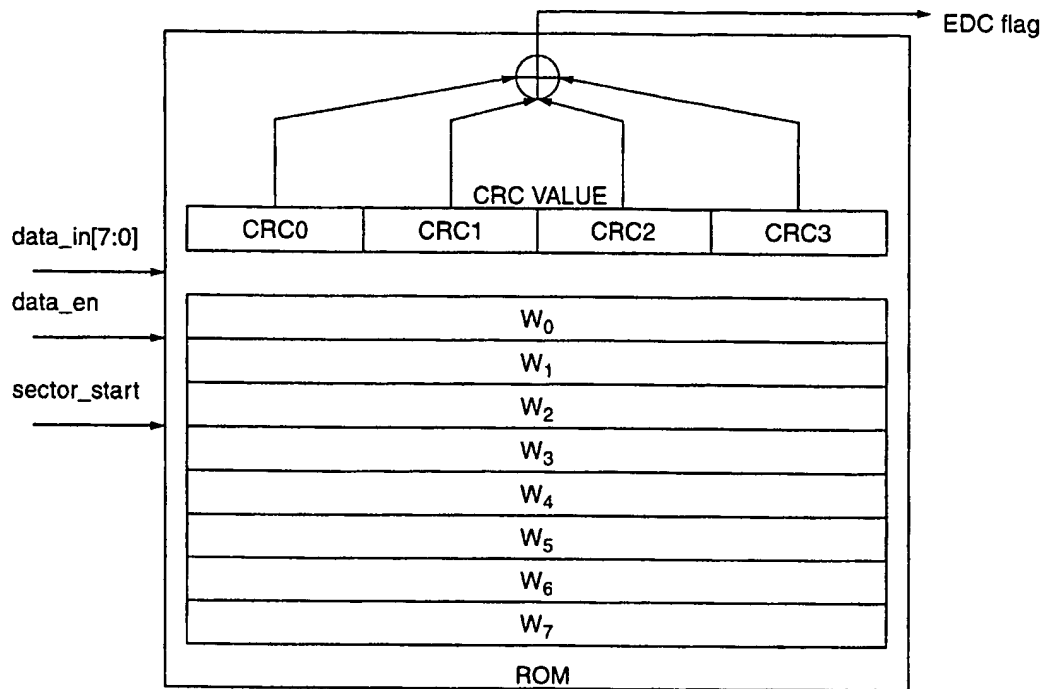 EDC flag
CRC VALUE
CRC0 CRC1 CRC2 CRC3
data_in[7:0]
data_en
sector_start
W₀
W₁
W₂
W₃
W₄
W₅
W₆
W₇
ROM